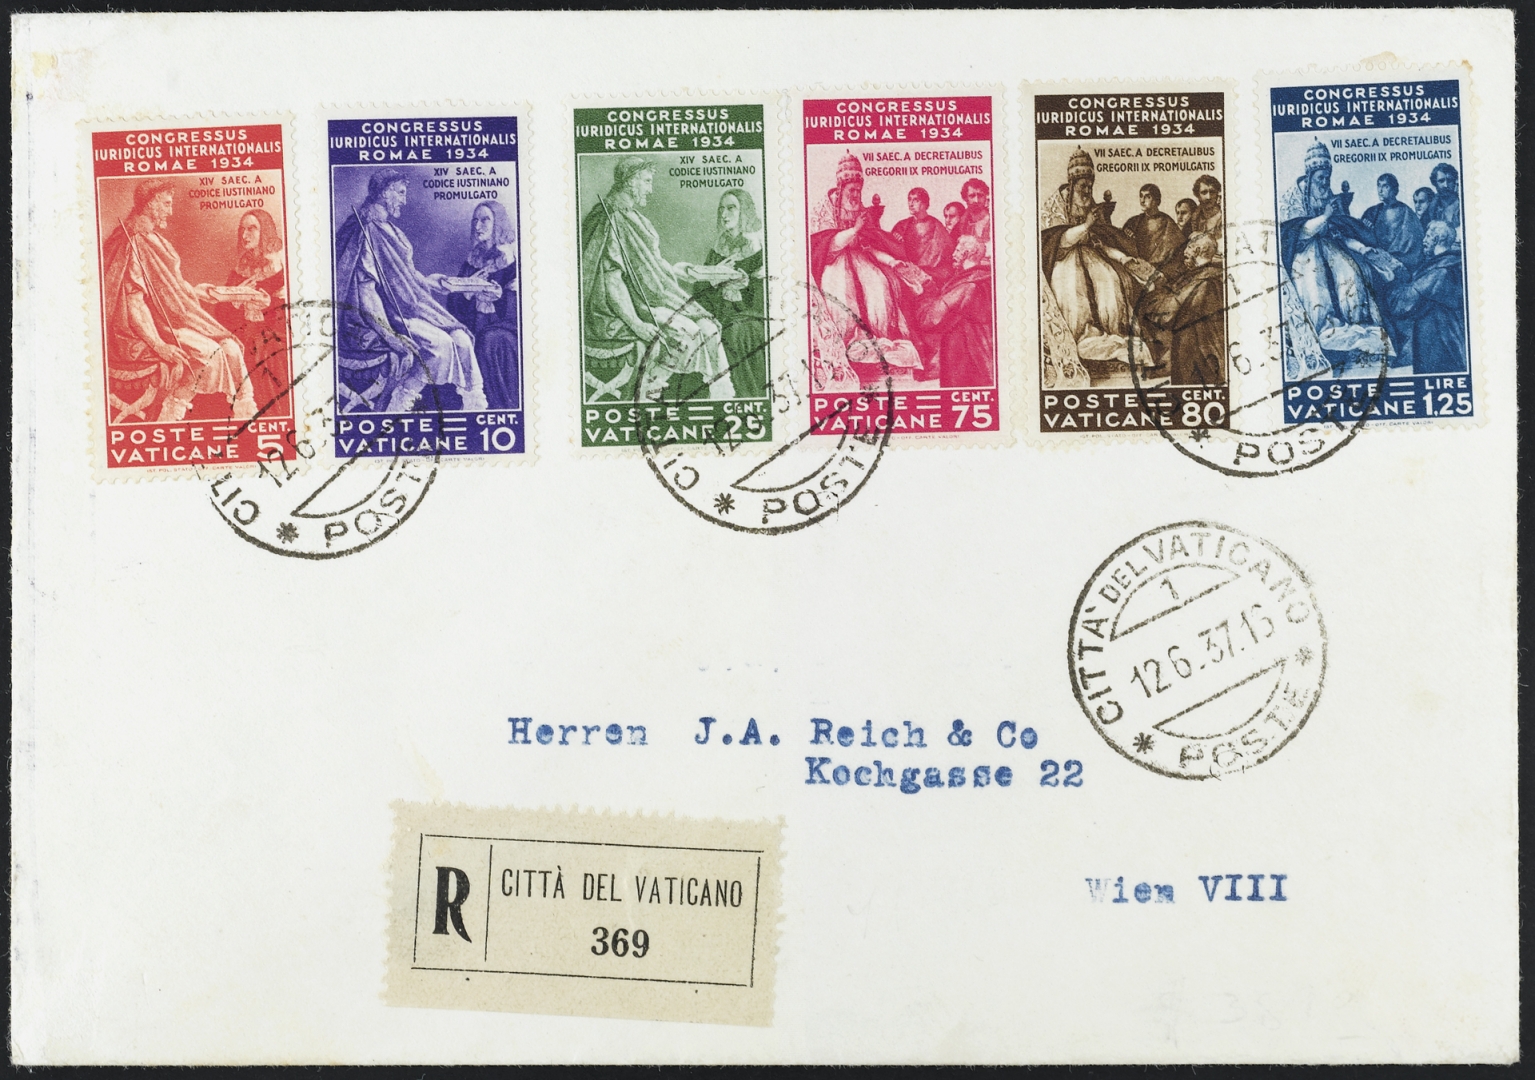 CONGRESSUS
IURIDICUS INTERNATIONALIS
ROMAE 1934
XIV SAEC. A
CODICE IUSTINIANO
PROMULGATO
POSTE CENT.
VATICANE 5
CONGRESSUS
IURIDICUS INTERNATIONALIS
ROMAE 1934
XIV SAEC. A
CODICE IUSTINIANO
PROMULGATO
POSTE CENT.
VATICANE 10
CONGRESSUS
IURIDICUS INTERNATIONALIS
ROMAE 1934
XIV SAEC. A
CODICE IUSTINIANO
PROMULGATO
POSTE CENT.
VATICANE 25
CONGRESSUS
IURIDICUS INTERNATIONALIS
ROMAE 1934
VII SAEC. A DECRETALIBUS
GREGORII IX PROMULGATIS
POSTE CENT.
VATICANE 75
CONGRESSUS
IURIDICUS INTERNATIONALIS
ROMAE 1934
VII SAEC. A DECRETALIBUS
GREGORII IX PROMULGATIS
POSTE CENT.
VATICANE 80
CONGRESSUS
IURIDICUS INTERNATIONALIS
ROMAE 1934
VII SAEC. A DECRETALIBUS
GREGORII IX PROMULGATIS
POSTE LIRE
VATICANE 1,25
CITTÀ DEL VATICANO
1
12.6.37.16
* POSTE *
Herren J.A. Reich & Co
Kochgasse 22
Wien VIII
R
CITTÀ DEL VATICANO
369